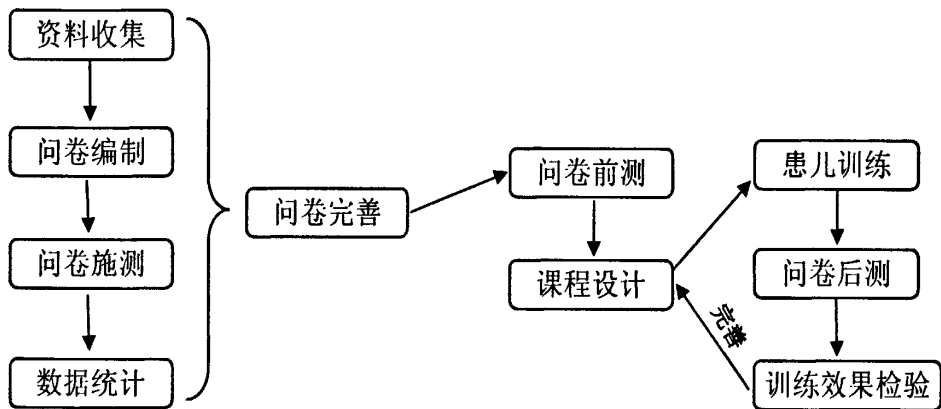 资料收集
问卷编制
问卷施测
数据统计
问卷完善
问卷前测
课程设计
患儿训练
问卷后测
训练效果检验
完善